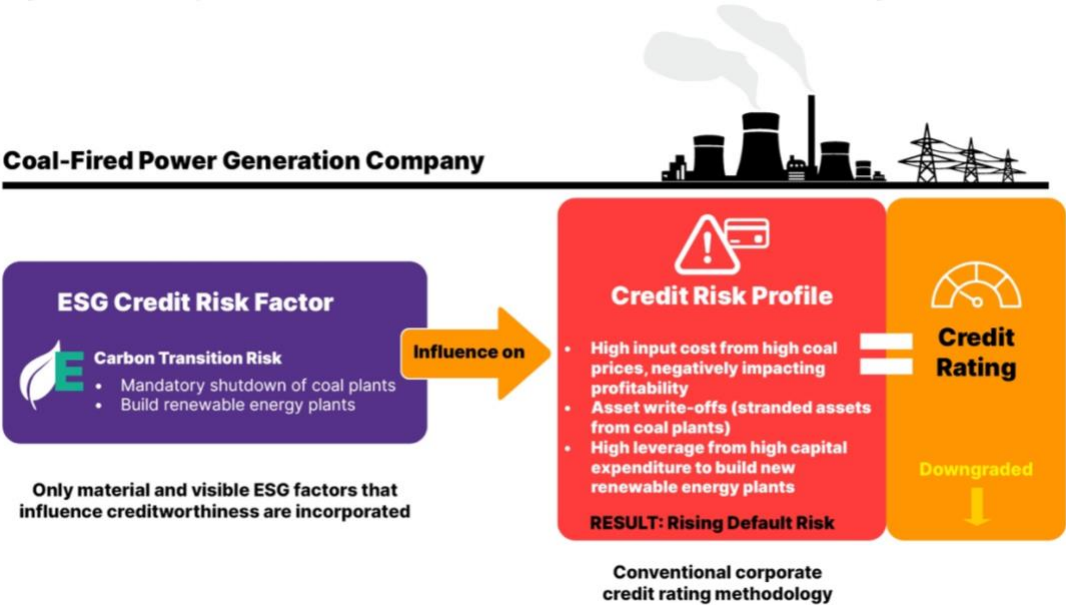 Coal-Fired Power Generation Company
ESG Credit Risk Factor
E
Carbon Transition Risk
• Mandatory shutdown of coal plants
• Build renewable energy plants
Only material and visible ESG factors that
influence creditworthiness are incorporated
Influence on
Credit Risk Profile
• High input cost from high coal
prices, negatively impacting
profitability
• Asset write-offs (stranded assets
from coal plants)
• High leverage from high capital
expenditure to build new
renewable energy plants
RESULT: Rising Default Risk
Conventional corporate
credit rating methodology
Credit
Rating
Downgraded